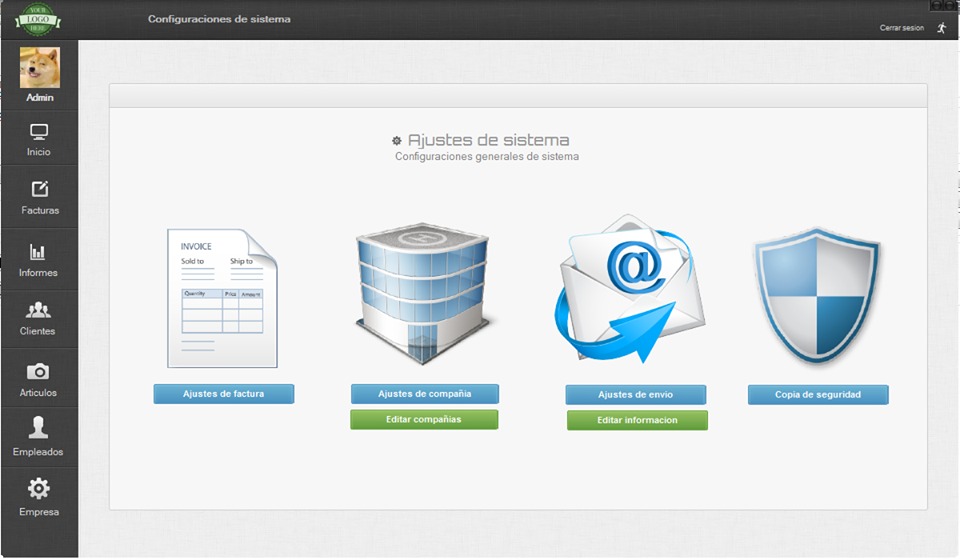 YOUR
LOGO
HERE
Configuraciones de sistema
Cerrar sesion
Admin
Inicio
Facturas
Informes
Clientes
Articulos
Empleados
Empresa
Ajustes de sistema
Configuraciones generales de sistema
INVOICE
Sold to Ship to
Quantity Price Amount
@
Ajustes de factura
Ajustes de compañia
Ajustes de envio
Copia de seguridad
Editar compañias
Editar informacion